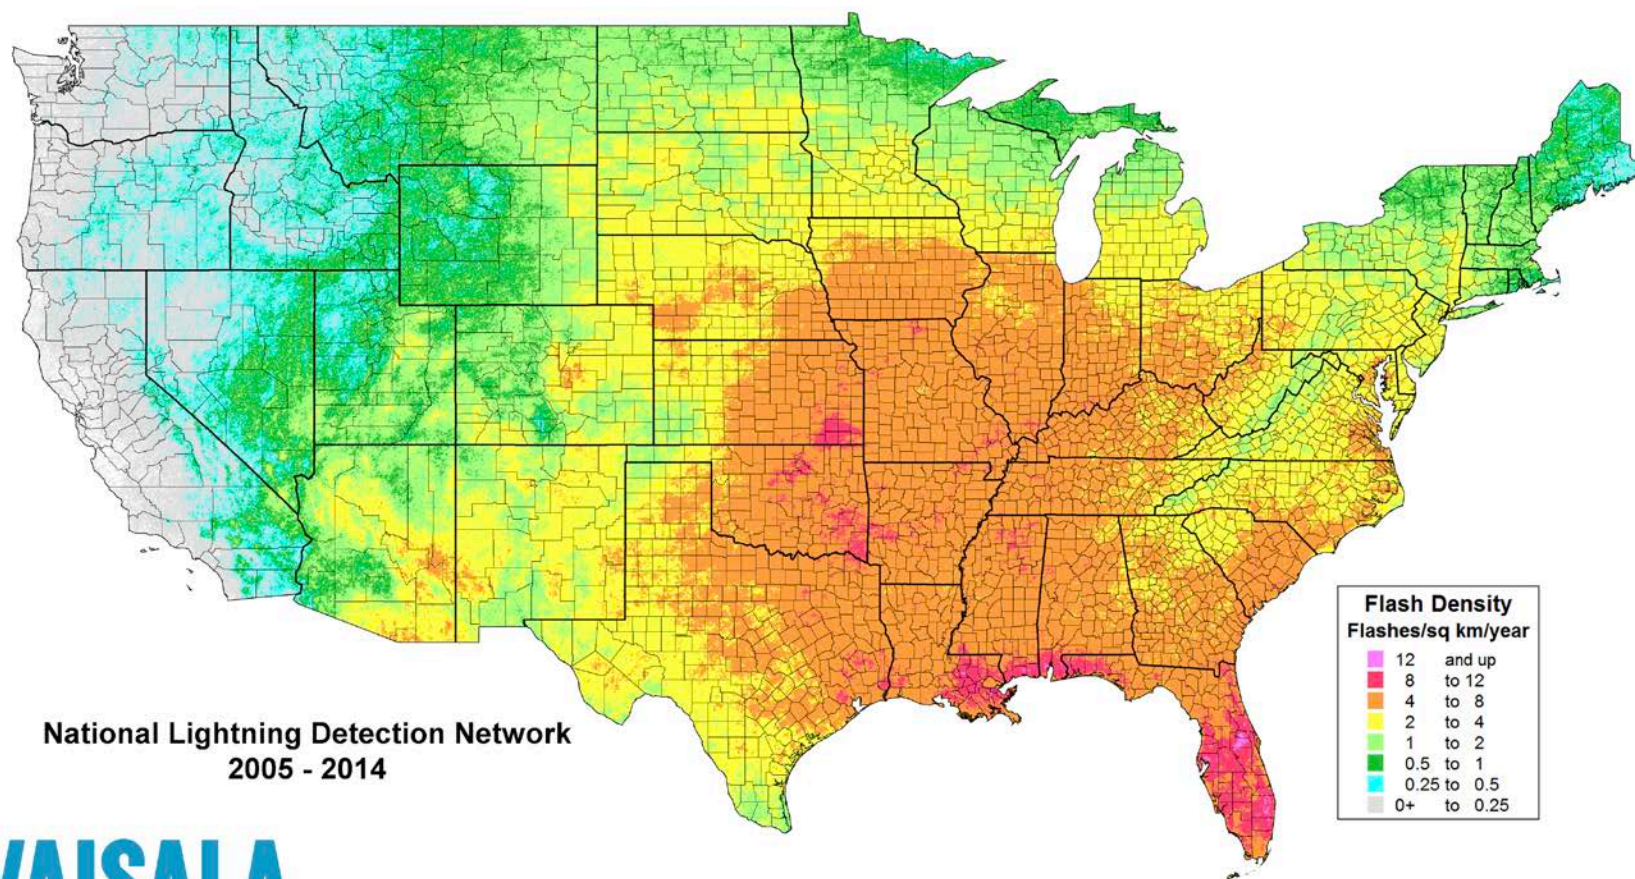 Flash Density
Flashes/sq km/year
12 and up
8 to 12
4 to 8
2 to 4
1 to 2
0.5 to 1
0.25 to 0.5
0+ to 0.25
National Lightning Detection Network
2005 - 2014
VAISALA